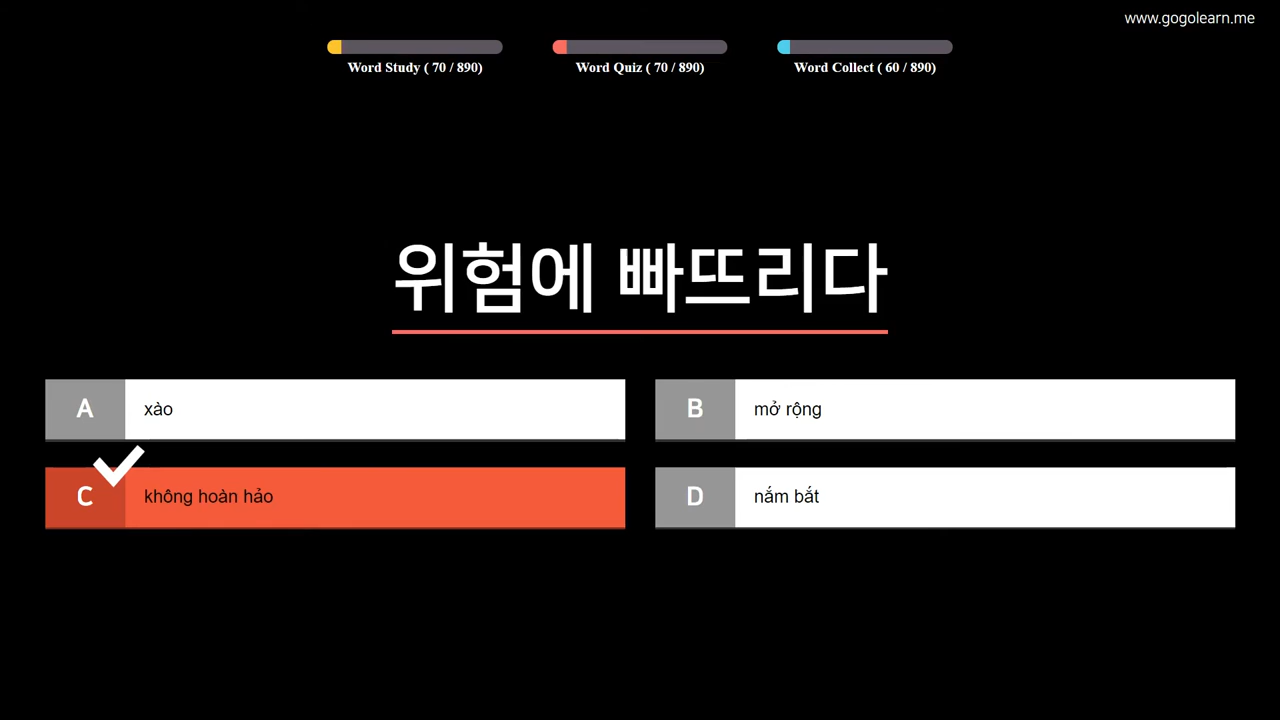 www.gogolearn.me
Word Study ( 70 / 890)
Word Quiz ( 70 / 890)
Word Collect ( 60 / 890)
위험에 빠뜨리다
A xào
B mở rộng
C không hoàn hảo
D nắm bắt